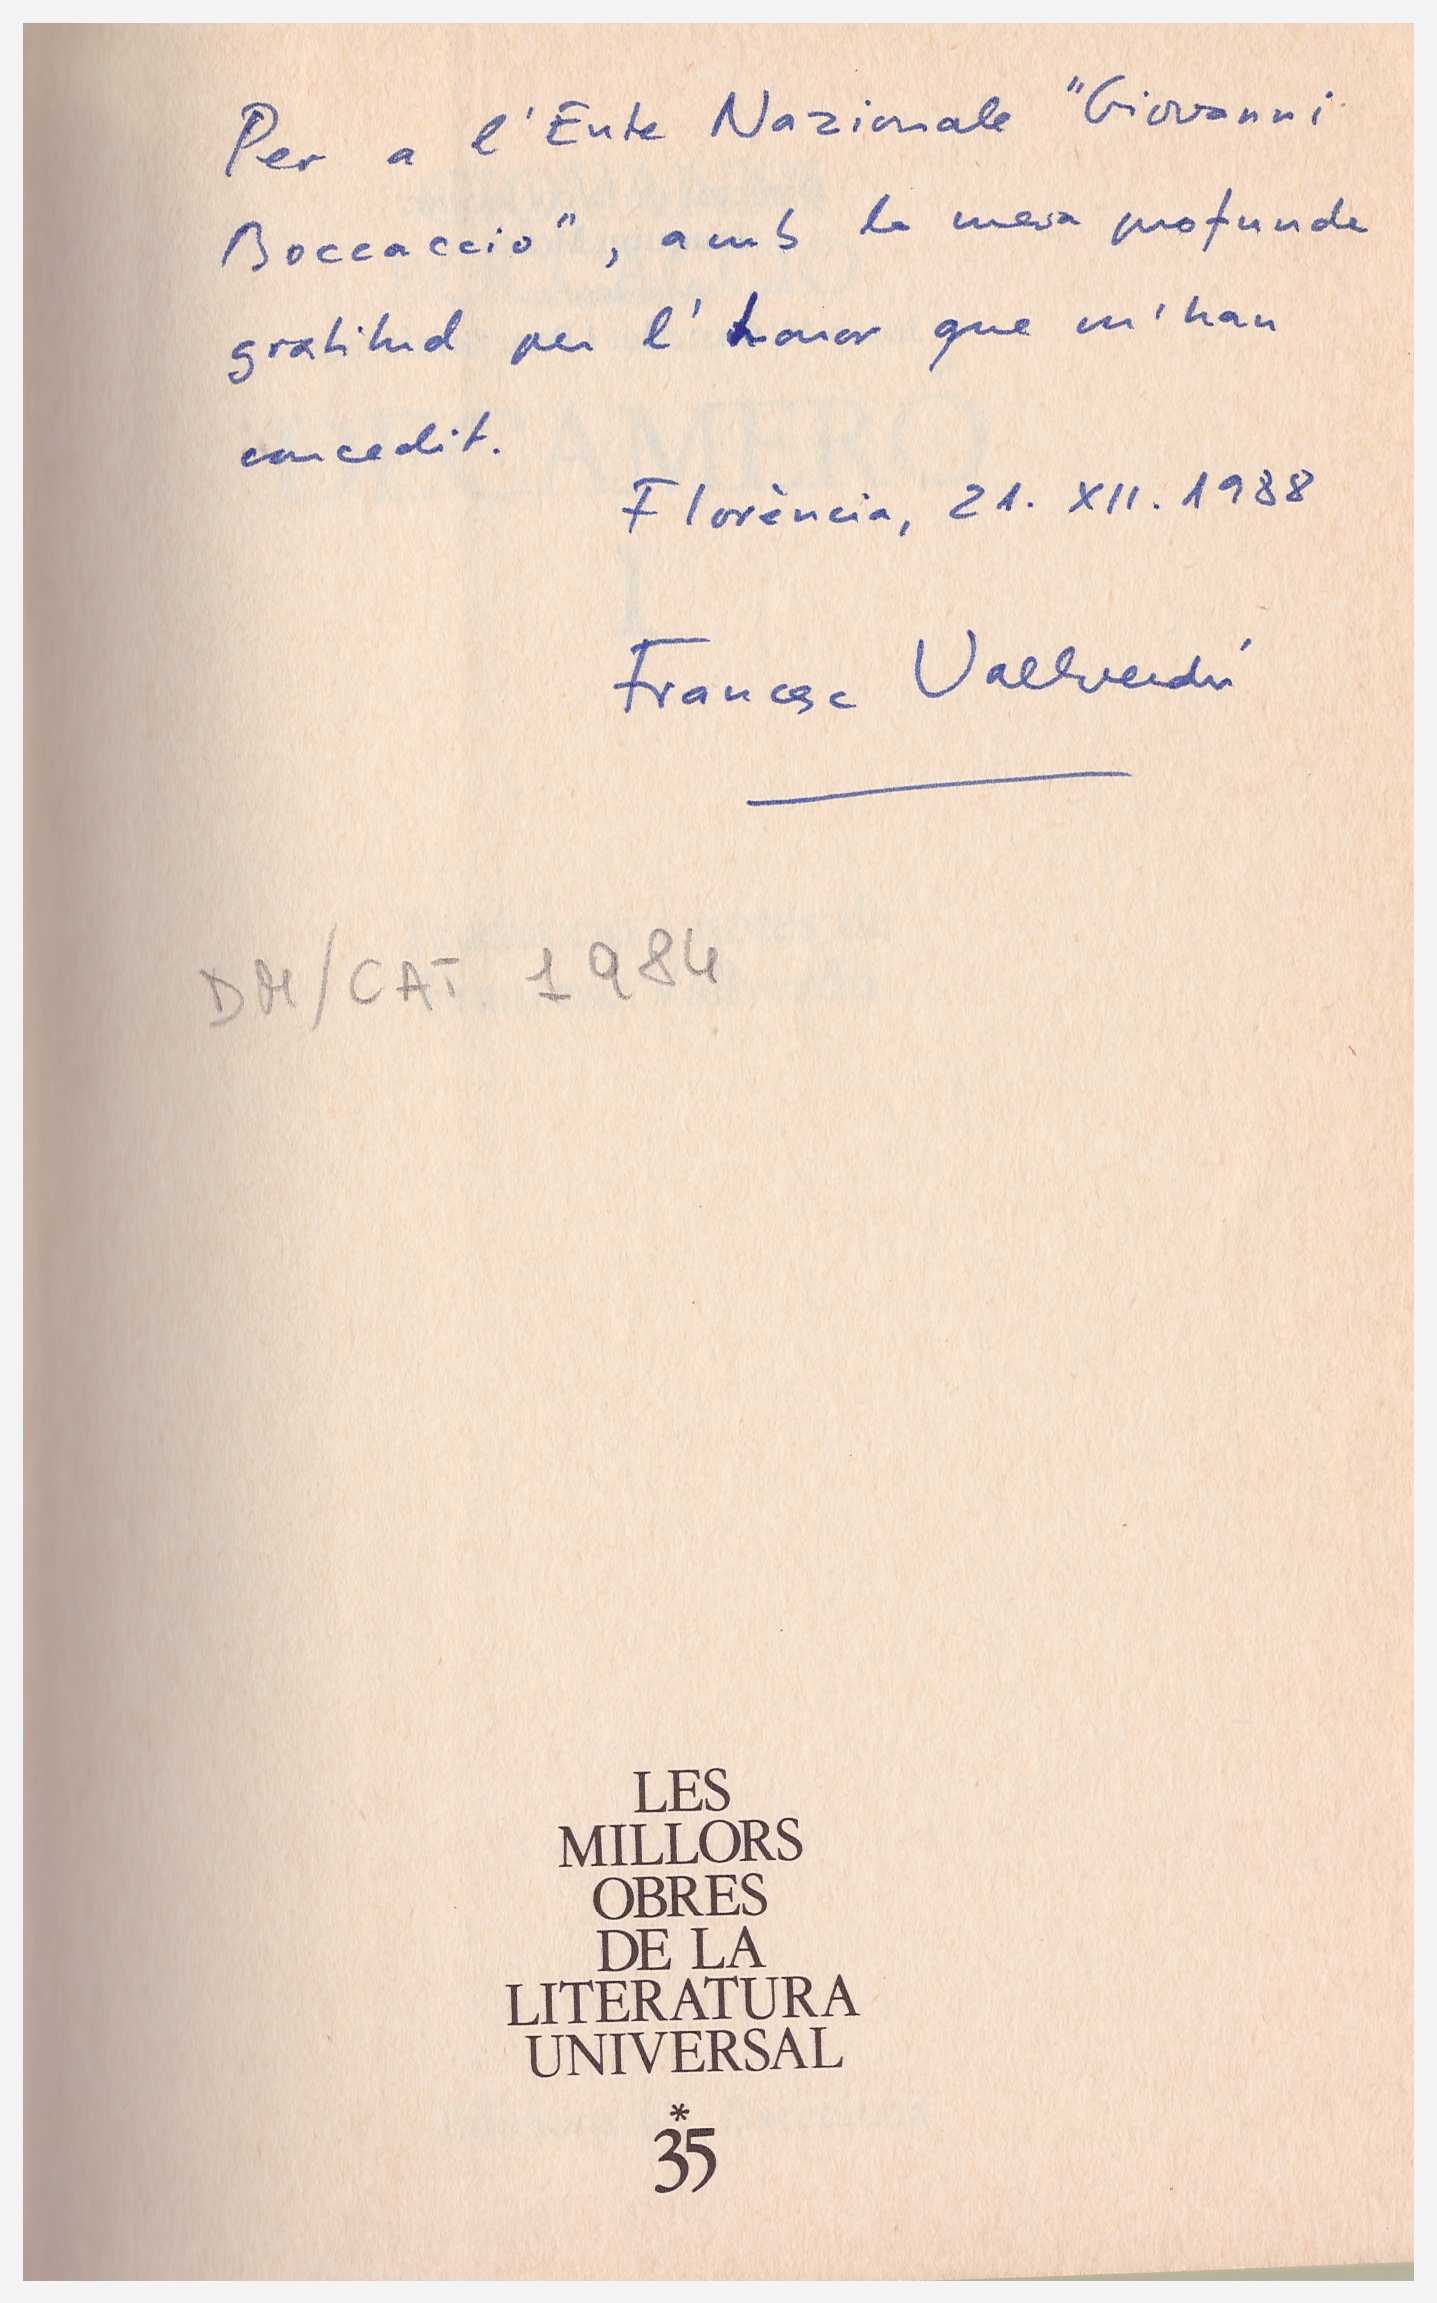 Per a l'Ente Nazionale "Giovanni
Boccaccio", amb la meva profunda
gratitud per l'honor que m'han
concedit.
Florència, 21. XII. 1988
Francesc Vallverdú
DM/CAT 1984
LES
MILLORS
OBRES
DE LA
LITERATURA
UNIVERSAL
*
35